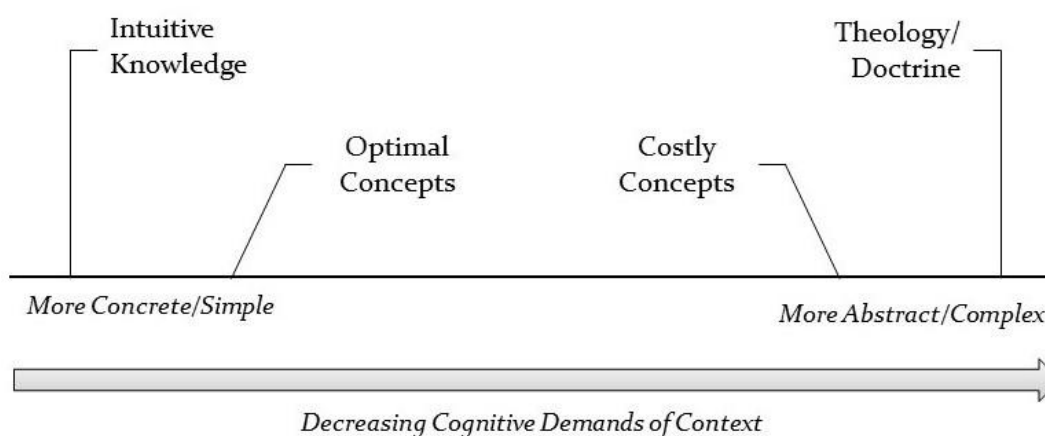 Intuitive
Knowledge
Theology/
Doctrine
Optimal
Concepts
Costly
Concepts
More Concrete/Simple
More Abstract/Complex
Decreasing Cognitive Demands of Context